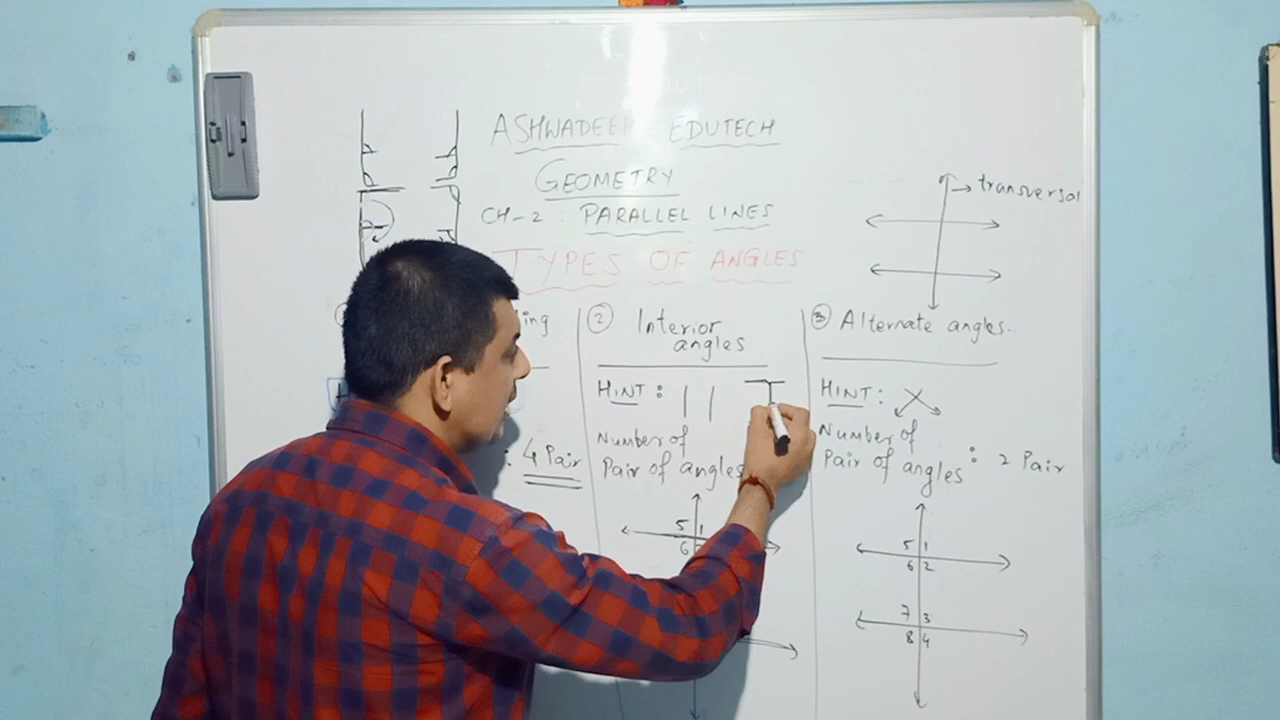 ASHWADEEP EDUTECH
GEOMETRY
CH-2 : PARALLEL LINES
TYPES OF ANGLES
transversal
: 4 Pair
② Interior
angles
HINT :
Number of
Pair of angles
5 1
6
③ Alternate angles.
HINT :
Number of
Pair of angles : 2 Pair
5 1
6 2
7 3
8 4